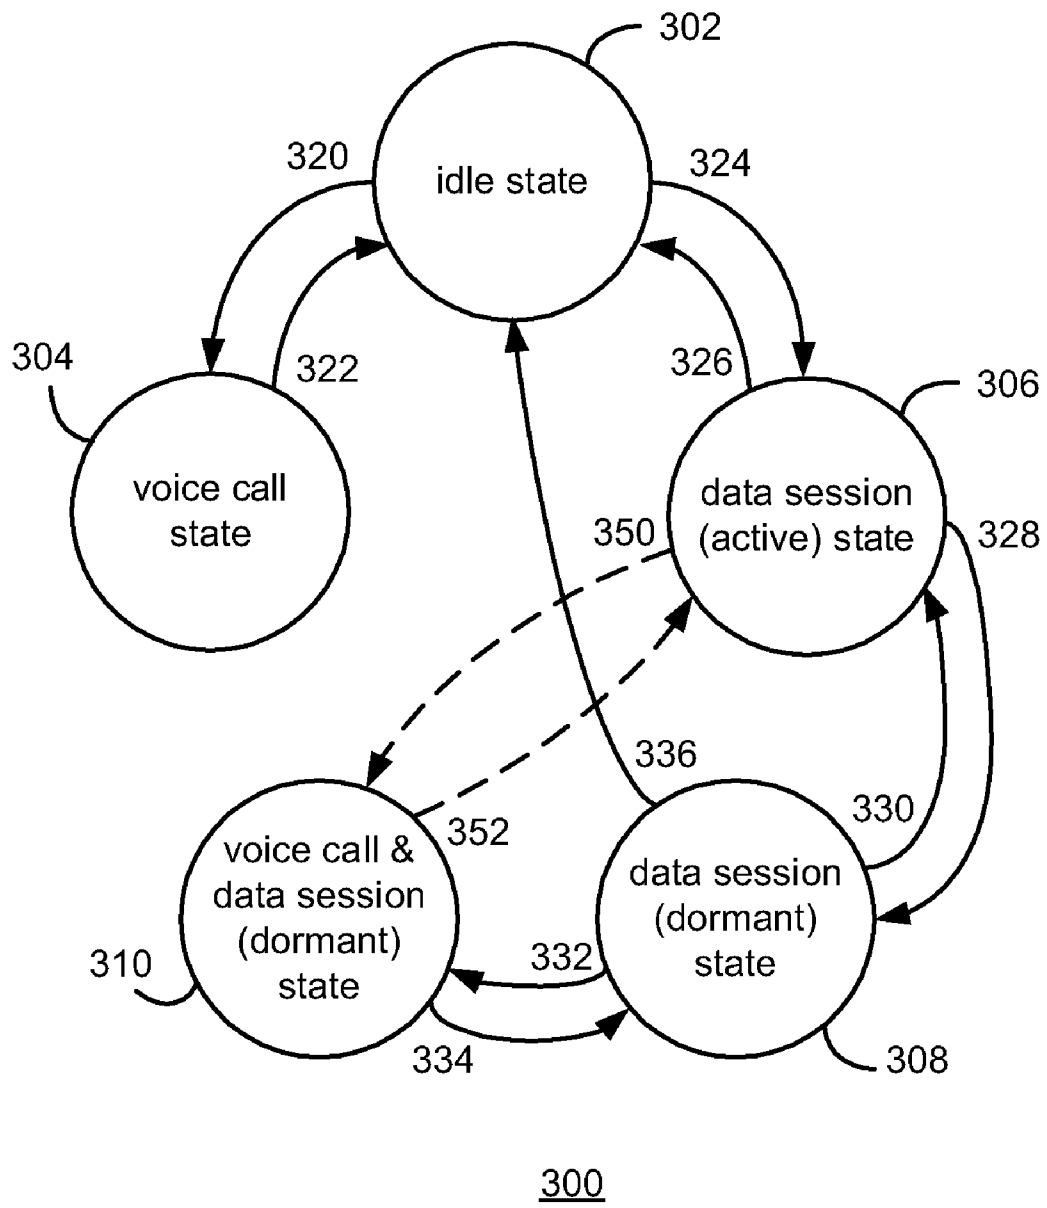 302
320
idle state
324
304
322
326
306
voice call
state
data session
(active) state
350
328
336
352
330
voice call &
data session
(dormant)
state
data session
(dormant)
state
310
332
334
308
300